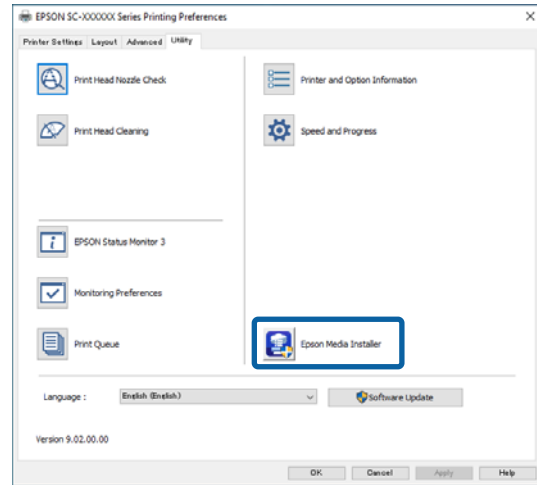 EPSON SC-XXXXXX Series Printing Preferences
Printer Settings Layout Advanced Utility
Print Head Nozzle Check
Printer and Option Information
Print Head Cleaning
Speed and Progress
EPSON Status Monitor 3
Monitoring Preferences
Print Queue
Epson Media Installer
Language : English (English) Software Update
Version 9.02.00.00
OK Cancel Apply Help